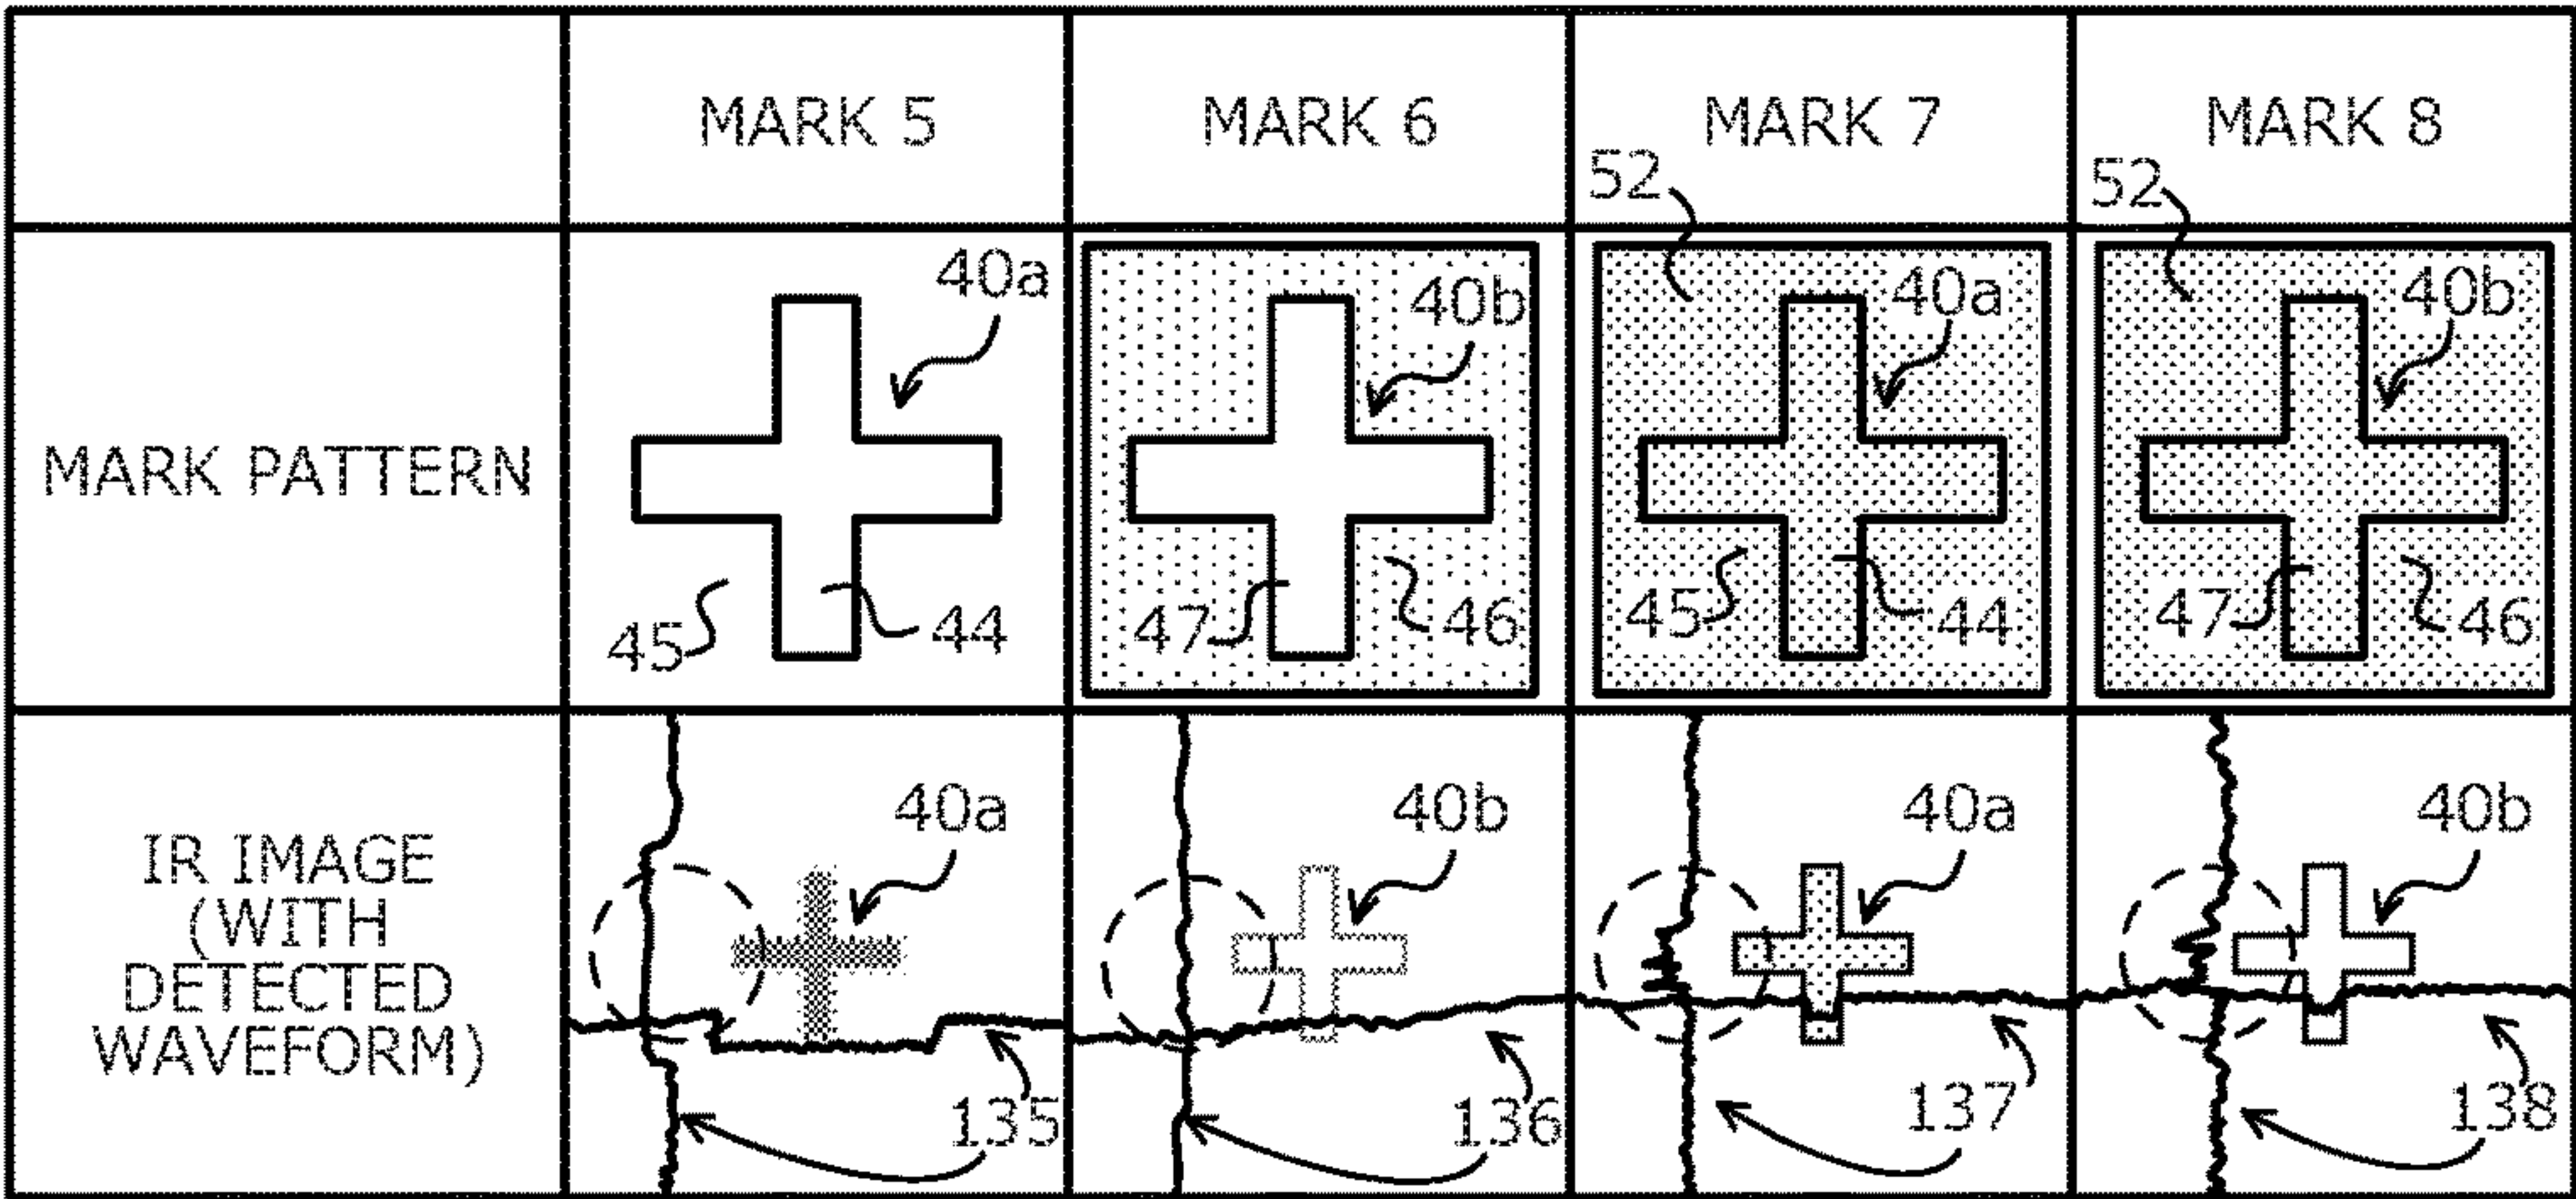 MARK 5
MARK 6
MARK 7
MARK 8
52
52
MARK PATTERN
40a
45
44
40b
47
46
40a
45
44
40b
47
46
IR IMAGE
(WITH
DETECTED
WAVEFORM)
40a
135
40b
136
40a
137
40b
138